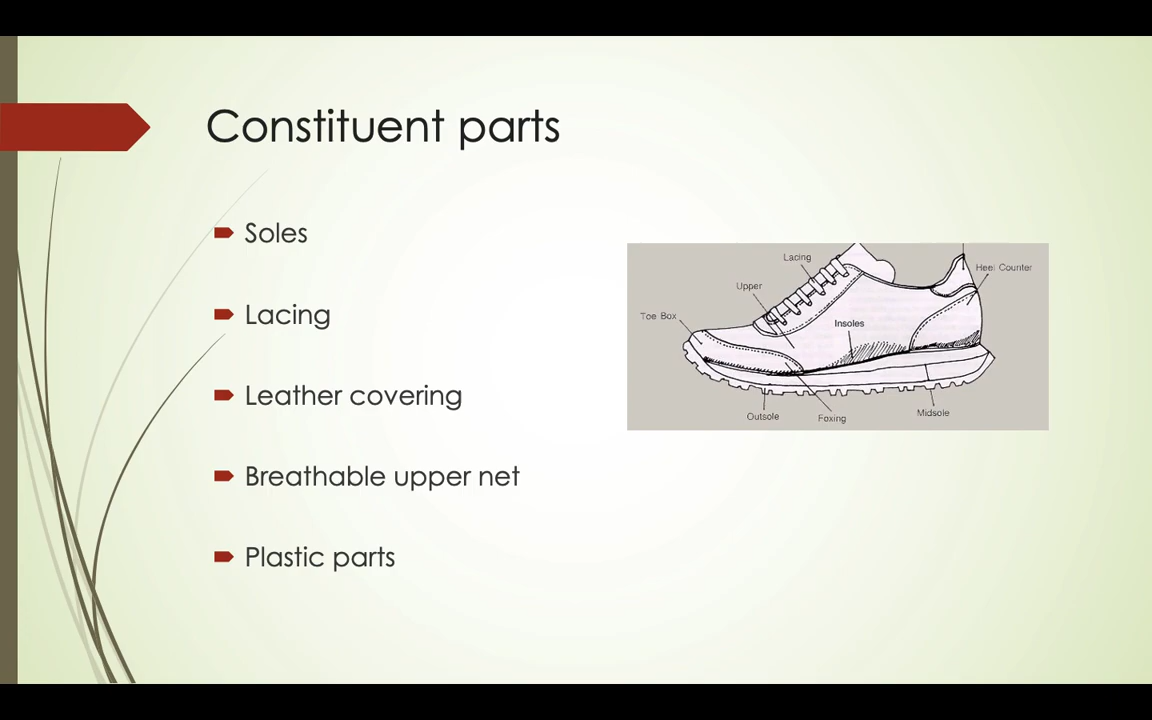 Constituent parts
Soles
Lacing
Leather covering
Breathable upper net
Plastic parts
Lacing
Heel Counter
Upper
Toe Box
Insoles
Outsole
Foxing
Midsole